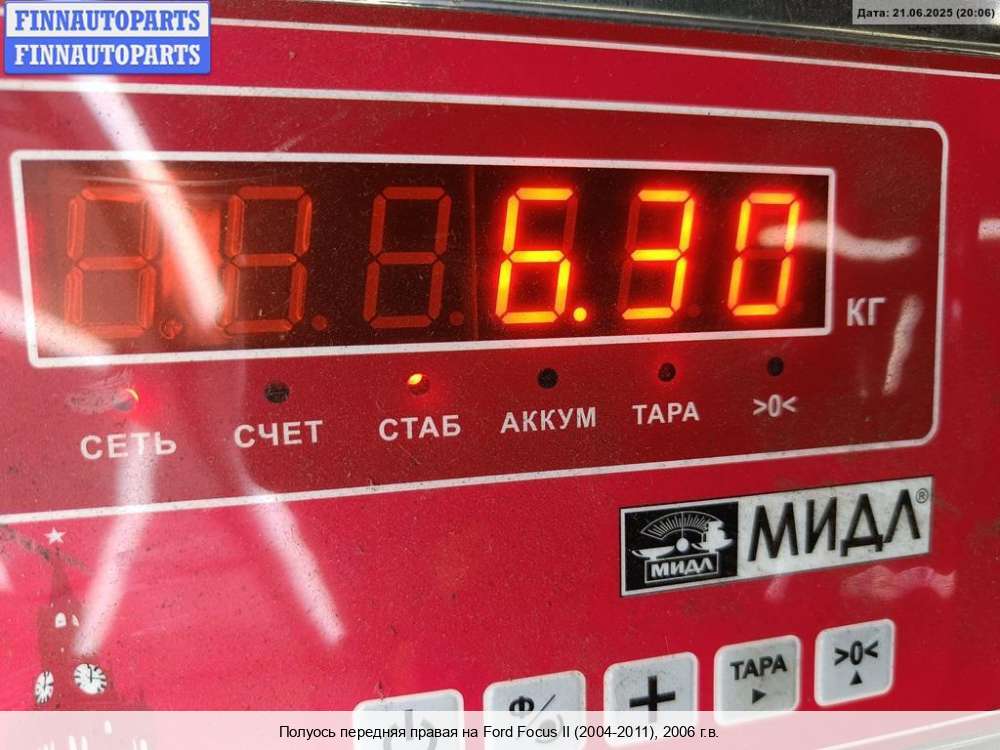 FINNAUTOPARTS
FINNAUTOPARTS
Дата: 21.06.2025 (20:06)
6.30
КГ
СЕТЬ СЧЕТ СТАБ АККУМ ТАРА >0<
МИДЛ
МИДЛ®
Ф/ + ТАРА >0<
Полуось передняя правая на Ford Focus II (2004-2011), 2006 г.в.